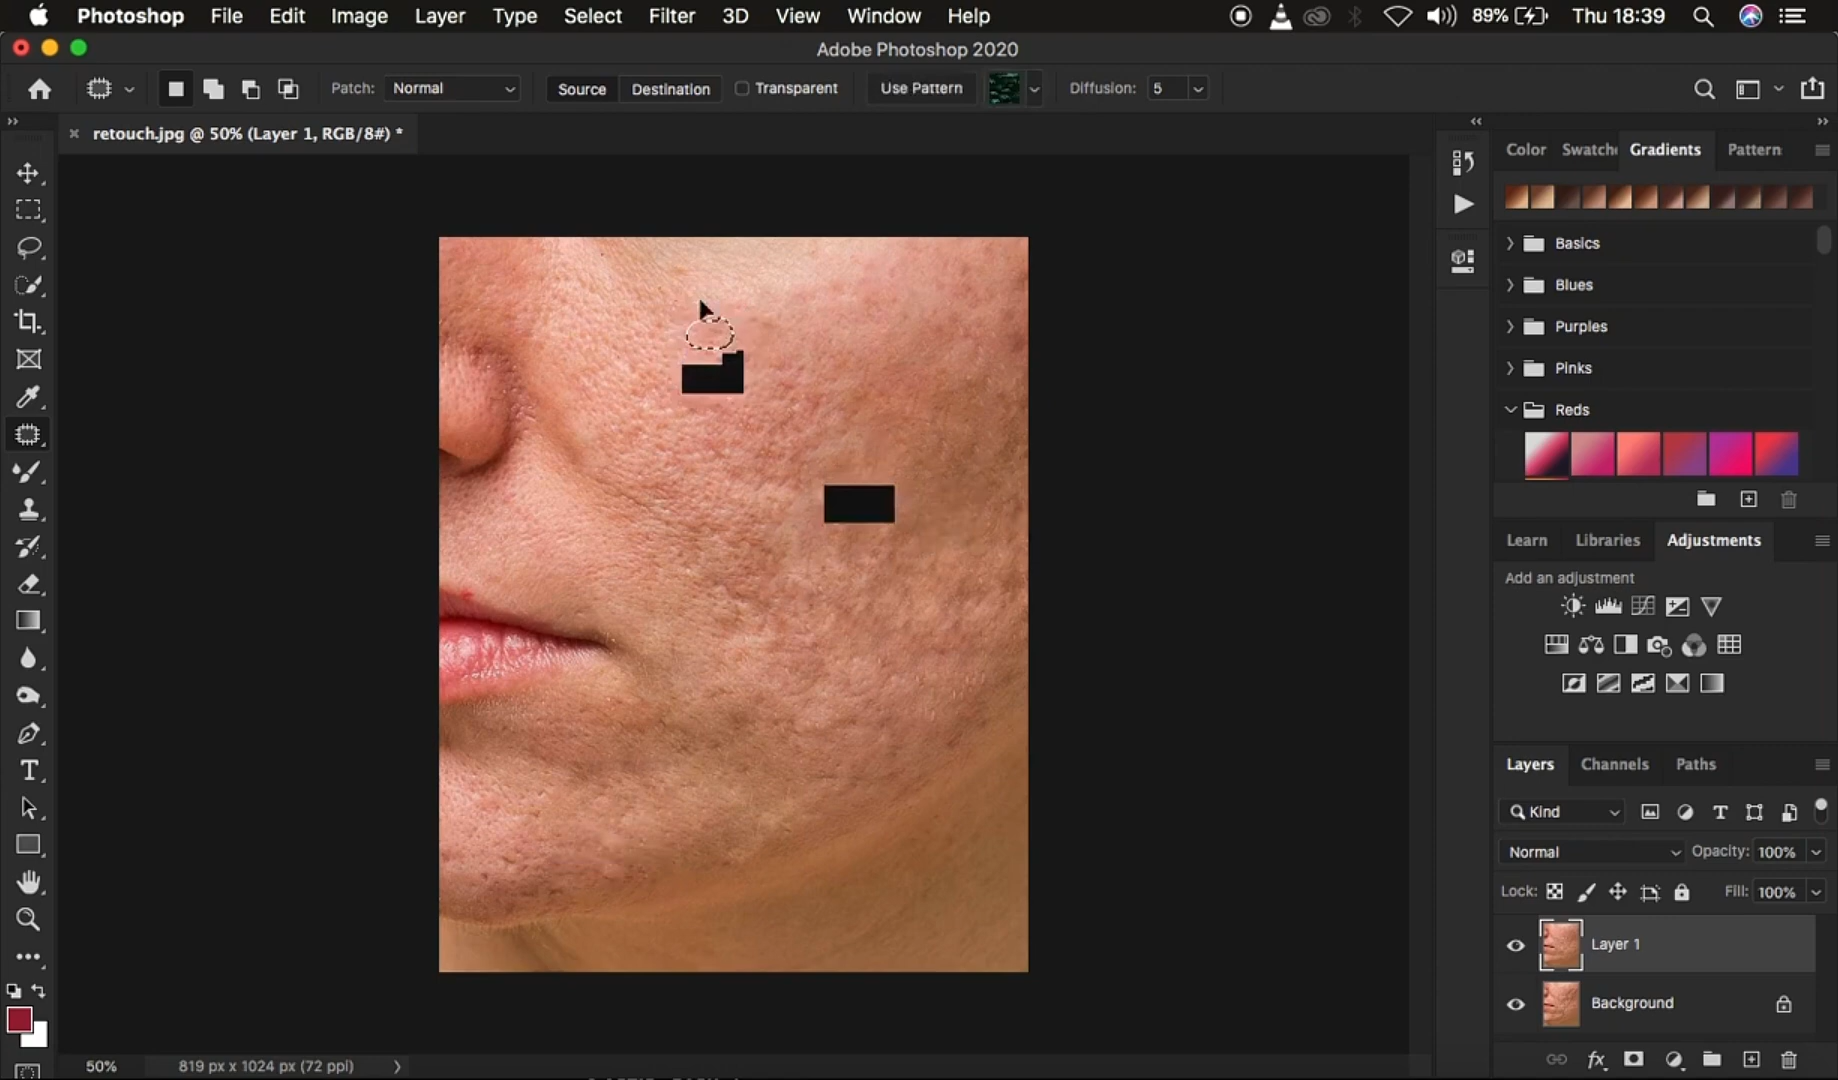 Photoshop File Edit Image Layer Type Select Filter 3D View Window Help 89% Thu 18:39
Adobe Photoshop 2020
Patch: Normal Source Destination Transparent Use Pattern Diffusion: 5
retouch.jpg @ 50% (Layer 1, RGB/8#) *
Color Swatche Gradients Pattern
Basics
Blues
Purples
Pinks
Reds
Learn Libraries Adjustments
Add an adjustment
Layers Channels Paths
Kind
Normal Opacity: 100%
Lock: Fill: 100%
Layer 1
Background
50% 819 px x 1024 px (72 ppi)